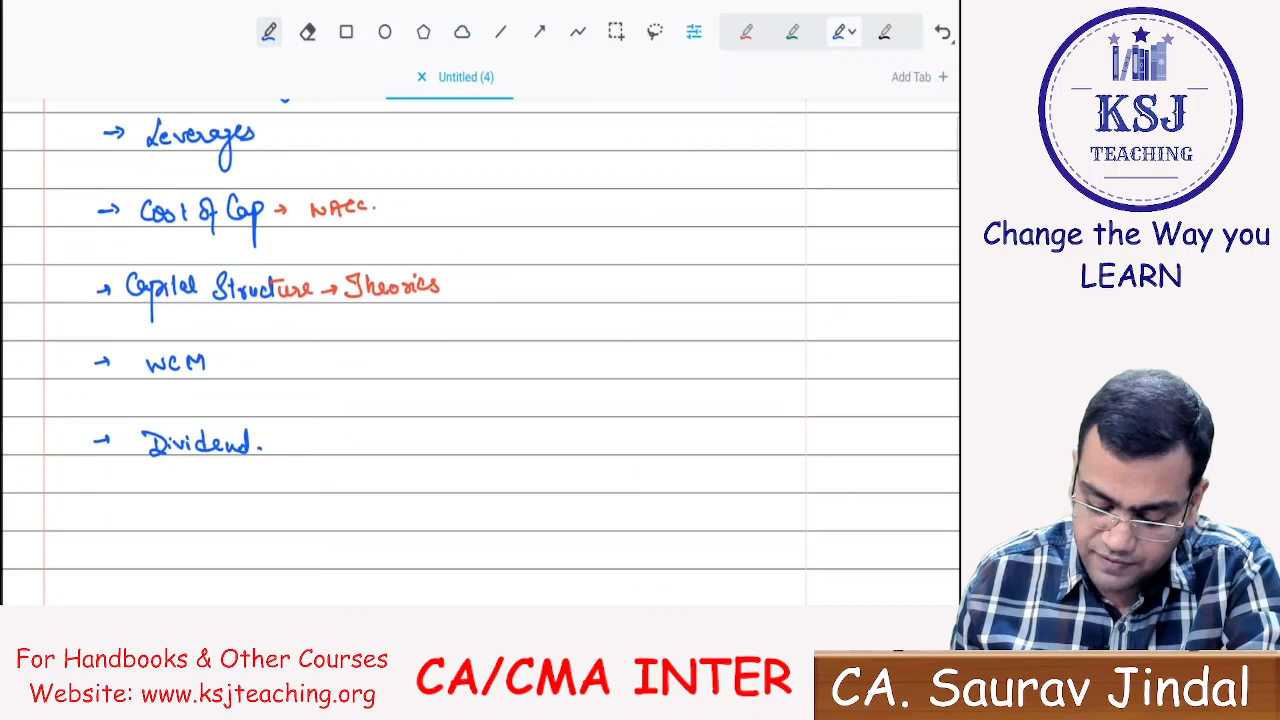 Untitled (4)
Add Tab +
→ Leverages
→ Cost of Cap → WACC.
→ Capital Structure → Theories
→ WCM
→ Dividend.
KSJ
TEACHING
Change the Way you
LEARN
For Handbooks & Other Courses
Website: www.ksjteaching.org
CA/CMA INTER
CA. Saurav Jindal